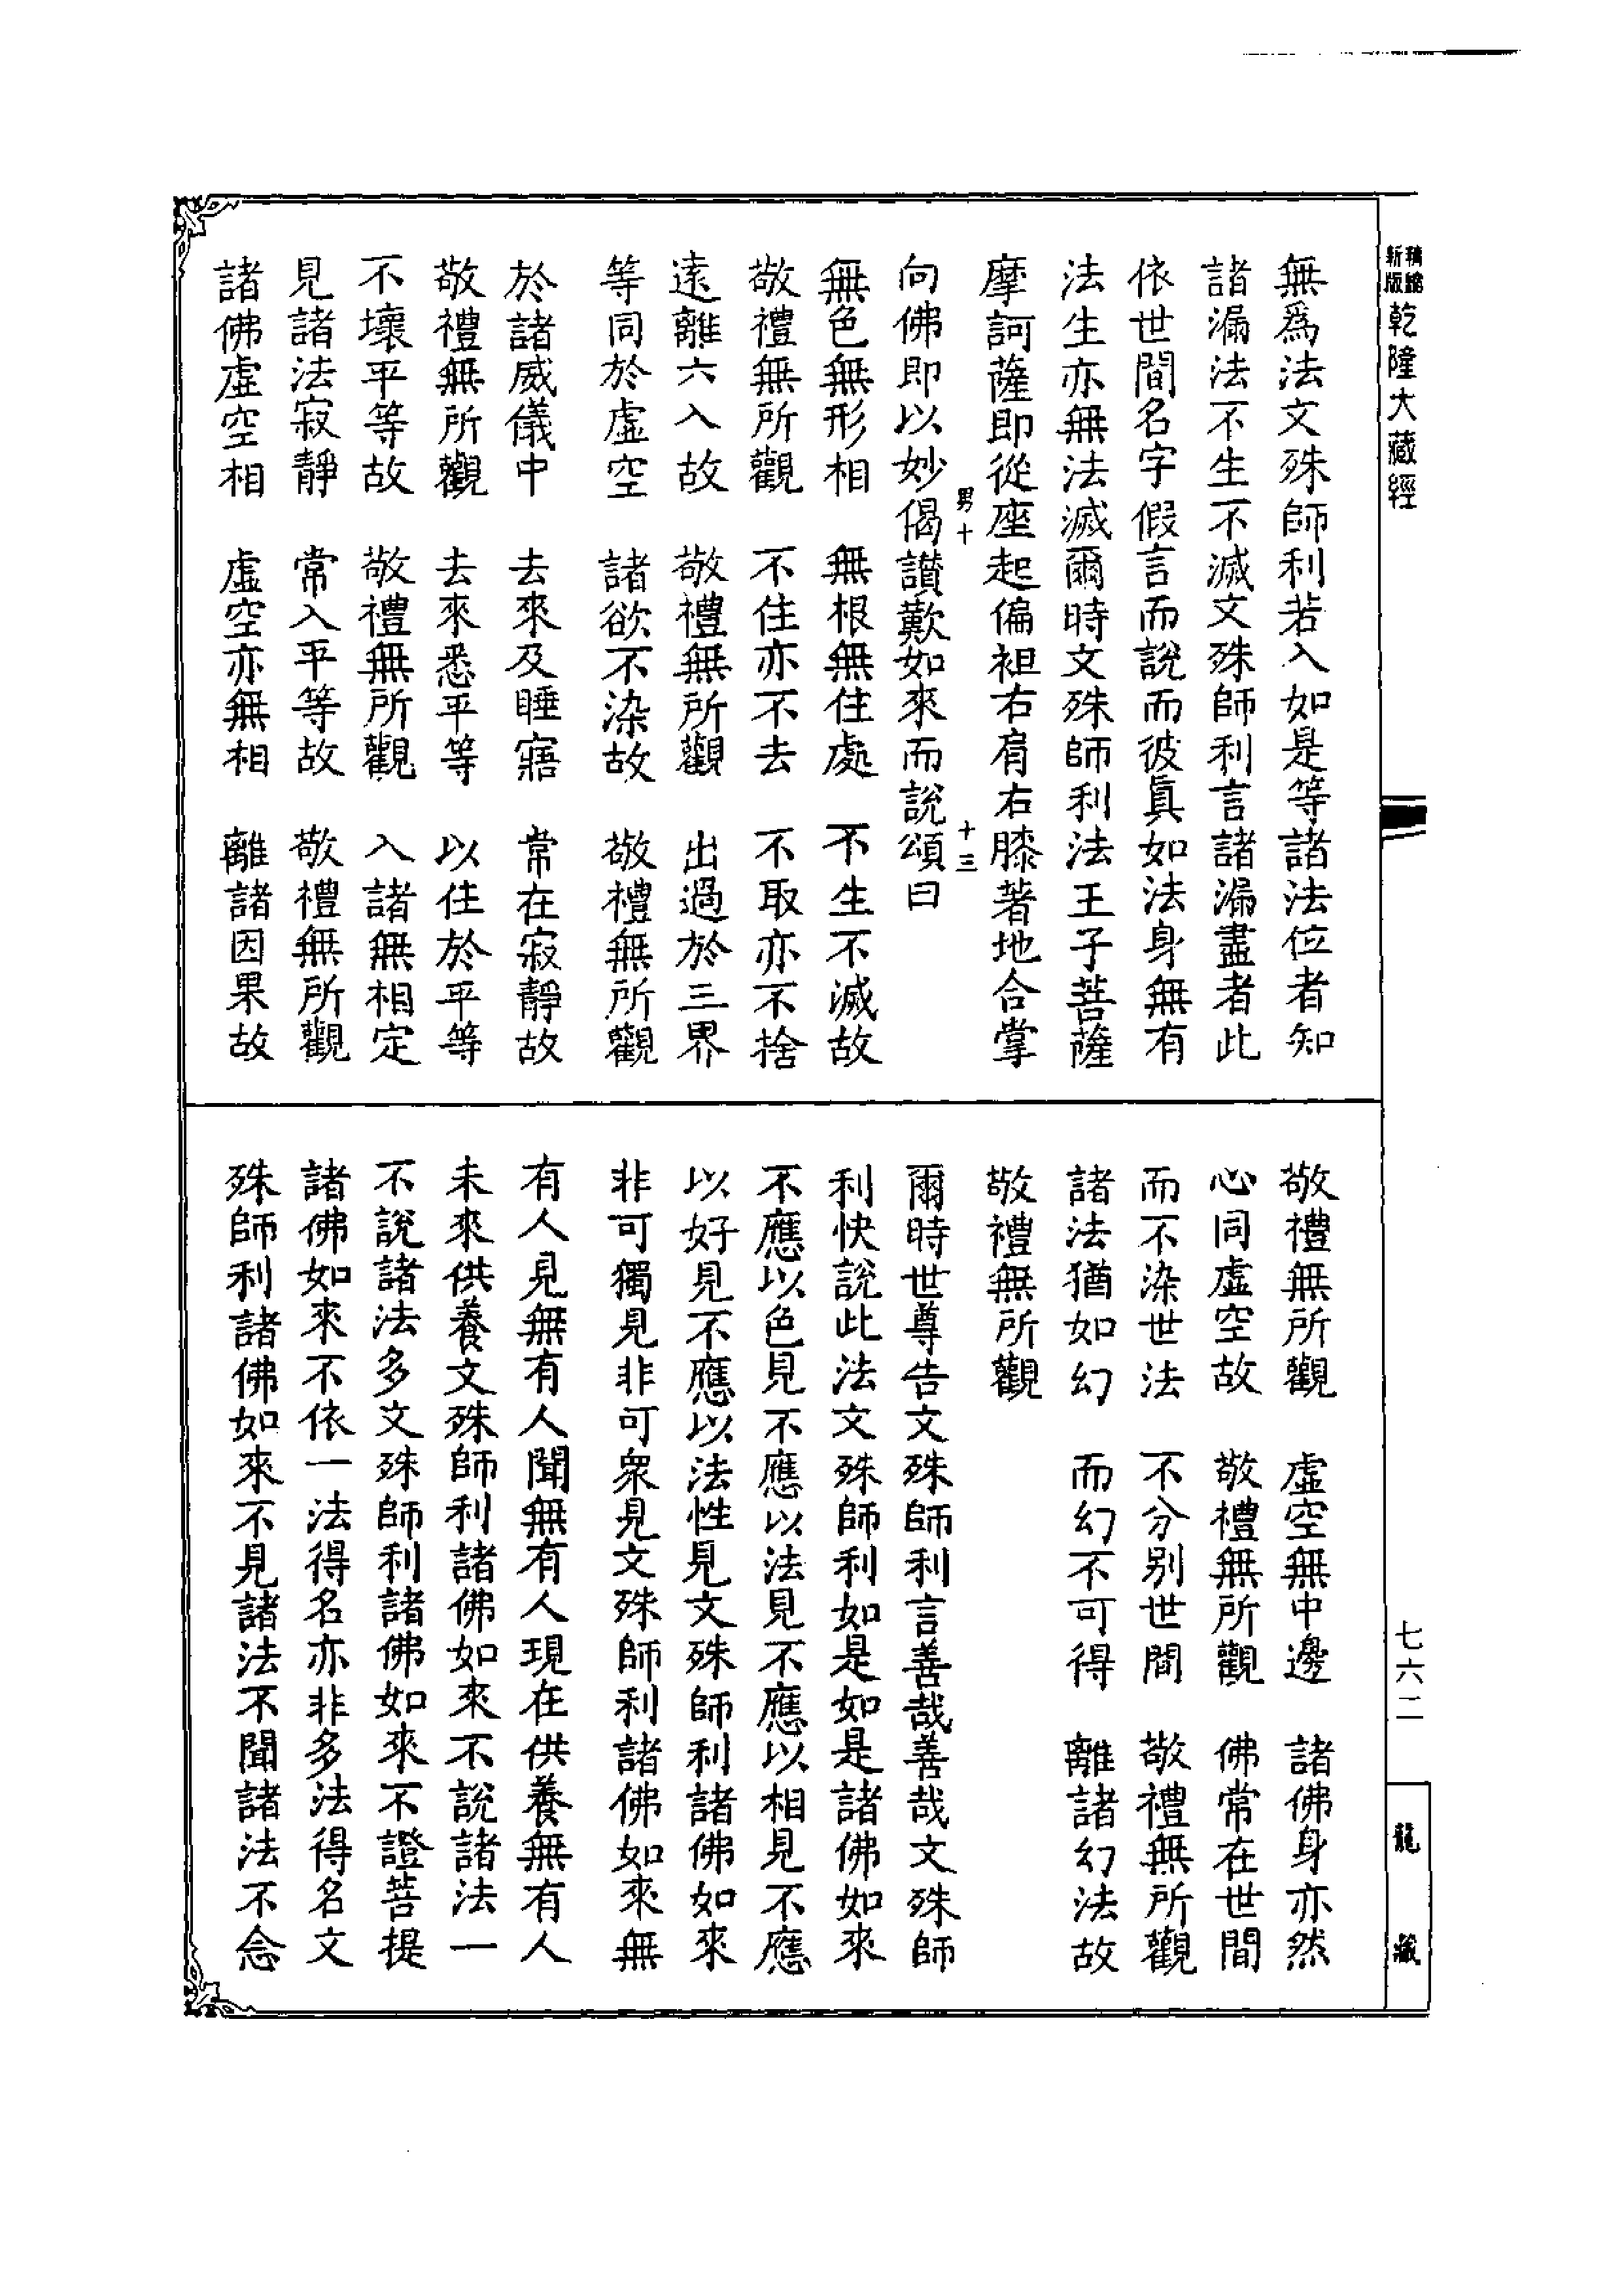 新版
乾隆大藏經
無爲法文殊師利若入如是等諸法位者知
諸漏法不生不滅文殊師利言諸漏盡者此
依世間名字假言而說而彼眞如法身無有
法生亦無法滅爾時文殊師利法王子菩薩
摩訶薩即從座起偏袒右肩右膝著地合掌
男十 十三
向佛即以妙偈讃歎如來而說頌曰
無色無形相 無根無住處 不生不滅故
敬禮無所觀 不住亦不去 不取亦不捨
遠離六入故 敬禮無所觀 出過於三界
等同於虛空 諸欲不染故 敬禮無所觀
於諸威儀中 去來及睡寤 常在寂靜故
敬禮無所觀 去來悉平等 以住於平等
不壞平等故 敬禮無所觀 入諸無相定
見諸法寂靜 常入平等故 敬禮無所觀
諸佛虛空相 虛空亦無相 離諸因果故
敬禮無所觀 虛空無中邊 諸佛身亦然
心同虛空故 敬禮無所觀 佛常在世間
而不染世法 不分別世間 敬禮無所觀
諸法猶如幻 而幻不可得 離諸幻法故
敬禮無所觀
爾時世尊告文殊師利言善哉善哉文殊師
利快說此法文殊師利如是如是諸佛如來
不應以色見不應以法見不應以相見不應
以好見不應以法性見文殊師利諸佛如來
非可獨見非可衆見文殊師利諸佛如來無
有人見無有人聞無有人現在供養無有人
未來供養文殊師利諸佛如來不說諸法一
不說諸法多文殊師利諸佛如來不證菩提
諸佛如來不依一法得名亦非多法得名文
殊師利諸佛如來不見諸法不聞諸法不念
七六二
龍藏